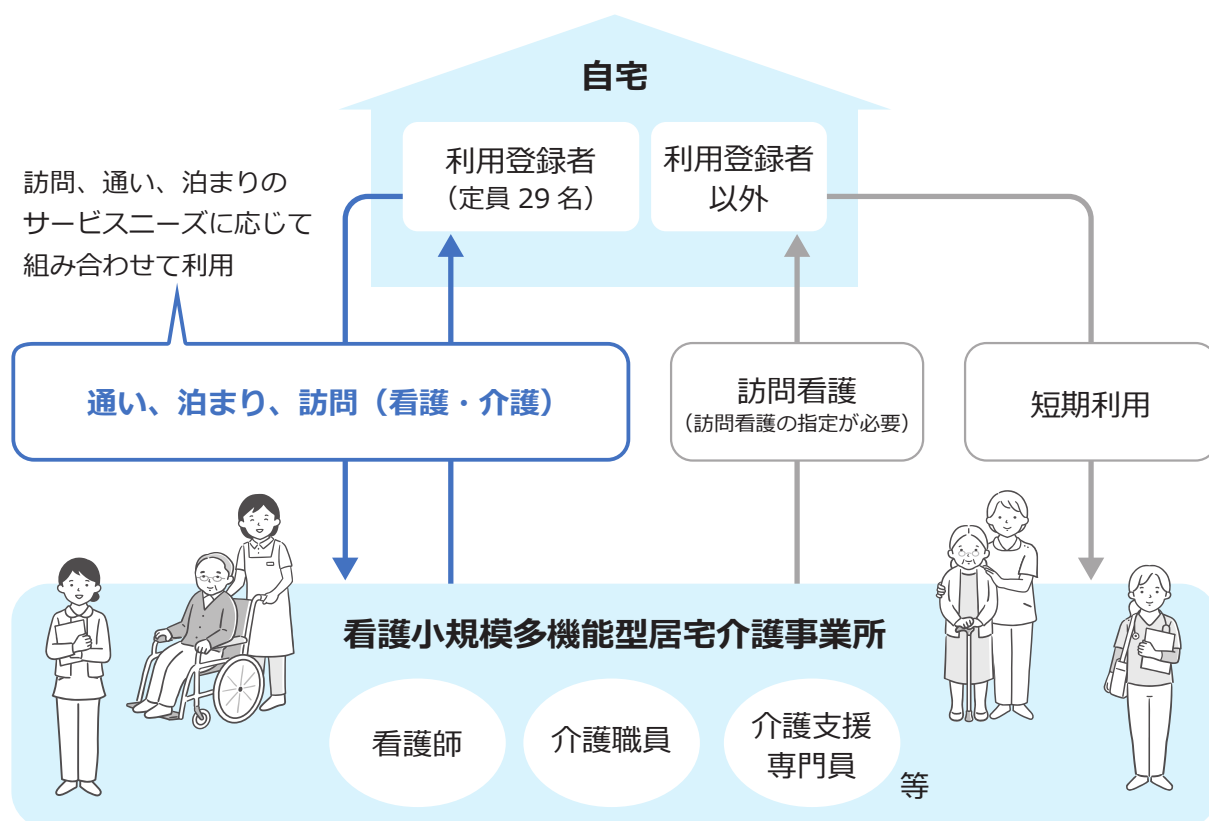 自宅
利用登録者
（定員 29 名）
利用登録者
以外
訪問、通い、泊まりの
サービスニーズに応じて
組み合わせて利用
通い、泊まり、訪問（看護・介護）
訪問看護
（訪問看護の指定が必要）
短期利用
看護小規模多機能型居宅介護事業所
看護師
介護職員
介護支援
専門員
等